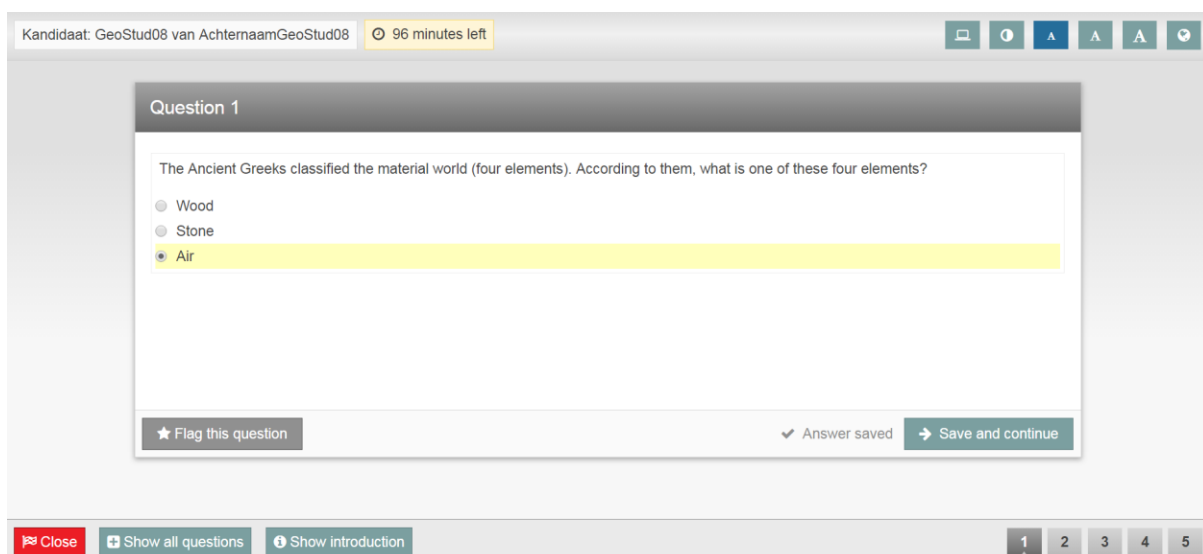 Kandidaat: GeoStud08 van AchternaamGeoStud08
96 minutes left
A
A
A
Question 1
The Ancient Greeks classified the material world (four elements). According to them, what is one of these four elements?
Wood
Stone
Air
Flag this question
Answer saved
Save and continue
Close
Show all questions
Show introduction
1 2 3 4 5